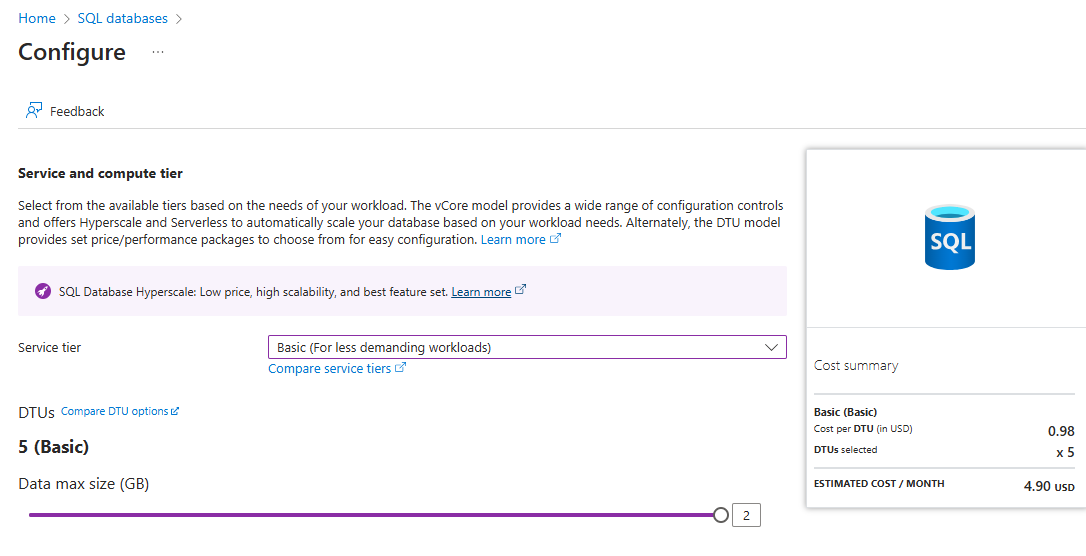 Home > SQL databases >
Configure ...
Feedback
Service and compute tier
Select from the available tiers based on the needs of your workload. The vCore model provides a wide range of configuration controls
and offers Hyperscale and Serverless to automatically scale your database based on your workload needs. Alternately, the DTU model
provides set price/performance packages to choose from for easy configuration. Learn more
SQL Database Hyperscale: Low price, high scalability, and best feature set. Learn more
Service tier
Basic (For less demanding workloads)
Compare service tiers
DTUs Compare DTU options
5 (Basic)
Data max size (GB)
2
SQL
Cost summary
Basic (Basic)
Cost per DTU (in USD) 0.98
DTUs selected x 5
ESTIMATED COST / MONTH 4.90 USD